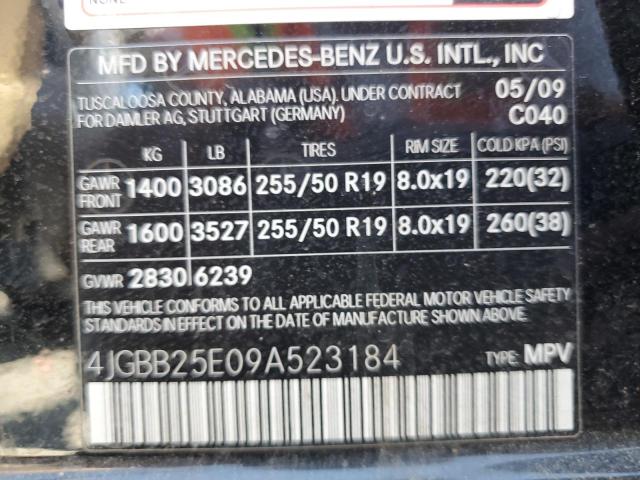 MFD BY MERCEDES-BENZ U.S. INTL., INC
TUSCALOOSA COUNTY, ALABAMA (USA). UNDER CONTRACT 05/09
FOR DAIMLER AG, STUTTGART (GERMANY) C040
KG LB TIRES RIM SIZE COLD KPA (PSI)
GAWR FRONT 1400 3086 255/50 R19 8.0x19 220(32)
GAWR REAR 1600 3527 255/50 R19 8.0x19 260(38)
GVWR 2830 6239
THIS VEHICLE CONFORMS TO ALL APPLICABLE FEDERAL MOTOR VEHICLE SAFETY
STANDARDS IN EFFECT ON THE DATE OF MANUFACTURE SHOWN ABOVE.
4JGBB25E09A523184 TYPE: MPV